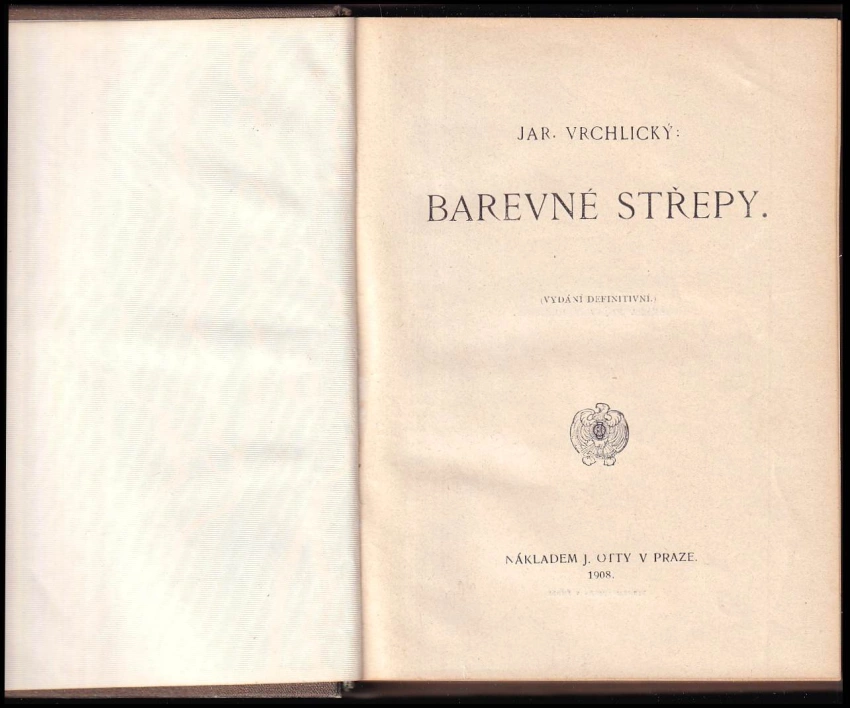 JAR. VRCHLICKÝ:
BAREVNÉ STŘEPY.
(VYDÁNÍ DEFINITIVNÍ.)
NÁKLADEM J. OTTY V PRAZE.
1908.